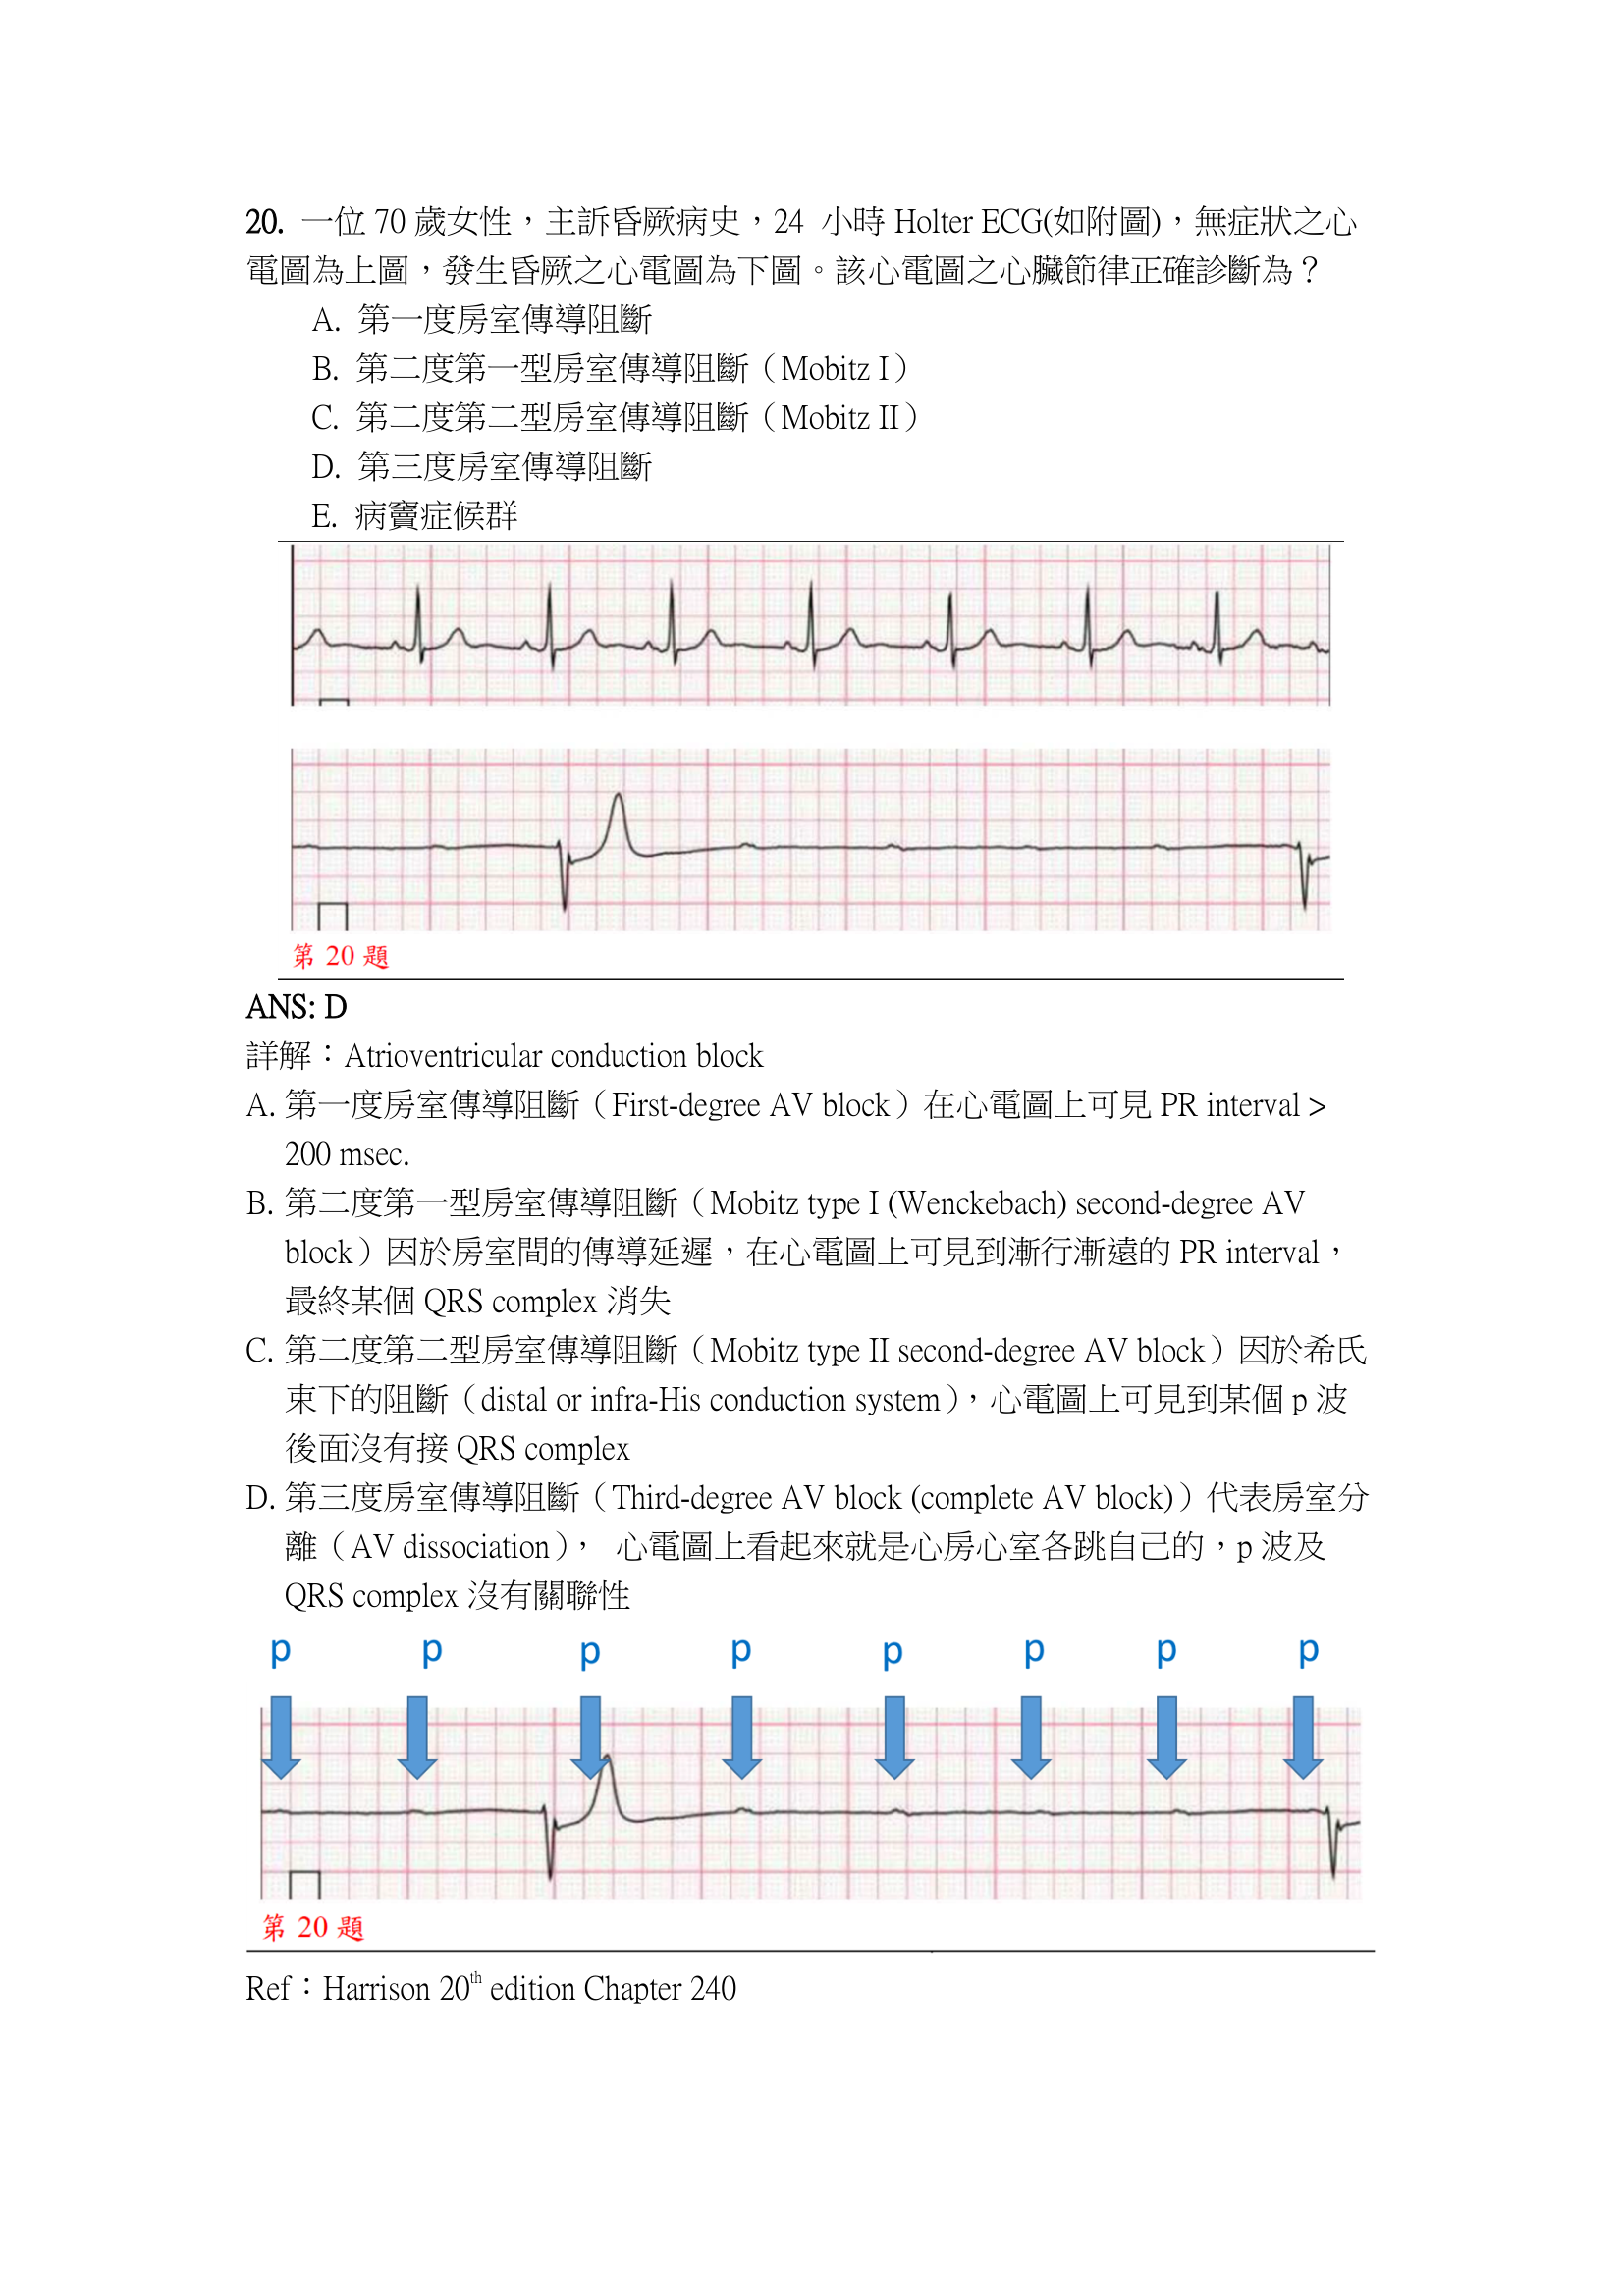 20. 一位 70 歲女性，主訴昏厥病史，24 小時 Holter ECG(如附圖)，無症狀之心
電圖為上圖，發生昏厥之心電圖為下圖。該心電圖之心臟節律正確診斷為？
A. 第一度房室傳導阻斷
B. 第二度第一型房室傳導阻斷（Mobitz I）
C. 第二度第二型房室傳導阻斷（Mobitz II）
D. 第三度房室傳導阻斷
E. 病竇症候群
第 20 題
ANS: D
詳解：Atrioventricular conduction block
A. 第一度房室傳導阻斷（First-degree AV block）在心電圖上可見 PR interval >
200 msec.
B. 第二度第一型房室傳導阻斷（Mobitz type I (Wenckebach) second-degree AV
block）因於房室間的傳導延遲，在心電圖上可見到漸行漸遠的 PR interval，
最終某個 QRS complex 消失
C. 第二度第二型房室傳導阻斷（Mobitz type II second-degree AV block）因於希氏
束下的阻斷（distal or infra-His conduction system），心電圖上可見到某個 p 波
後面沒有接 QRS complex
D. 第三度房室傳導阻斷（Third-degree AV block (complete AV block)）代表房室分
離（AV dissociation）， 心電圖上看起來就是心房心室各跳自己的，p 波及
QRS complex 沒有關聯性
p p p p p p p p
第 20 題
Ref：Harrison 20th edition Chapter 240